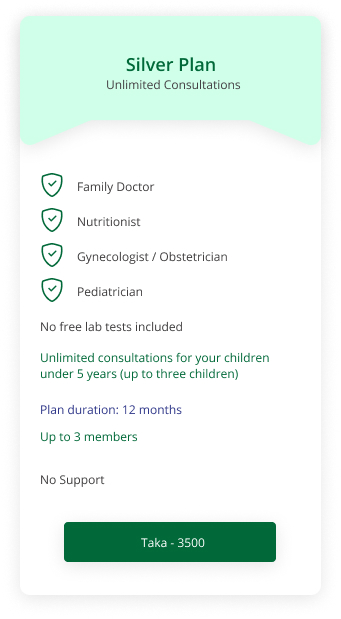 Silver Plan
Unlimited Consultations
Family Doctor
Nutritionist
Gynecologist / Obstetrician
Pediatrician
No free lab tests included
Unlimited consultations for your children
under 5 years (up to three children)
Plan duration: 12 months
Up to 3 members
No Support
Taka - 3500